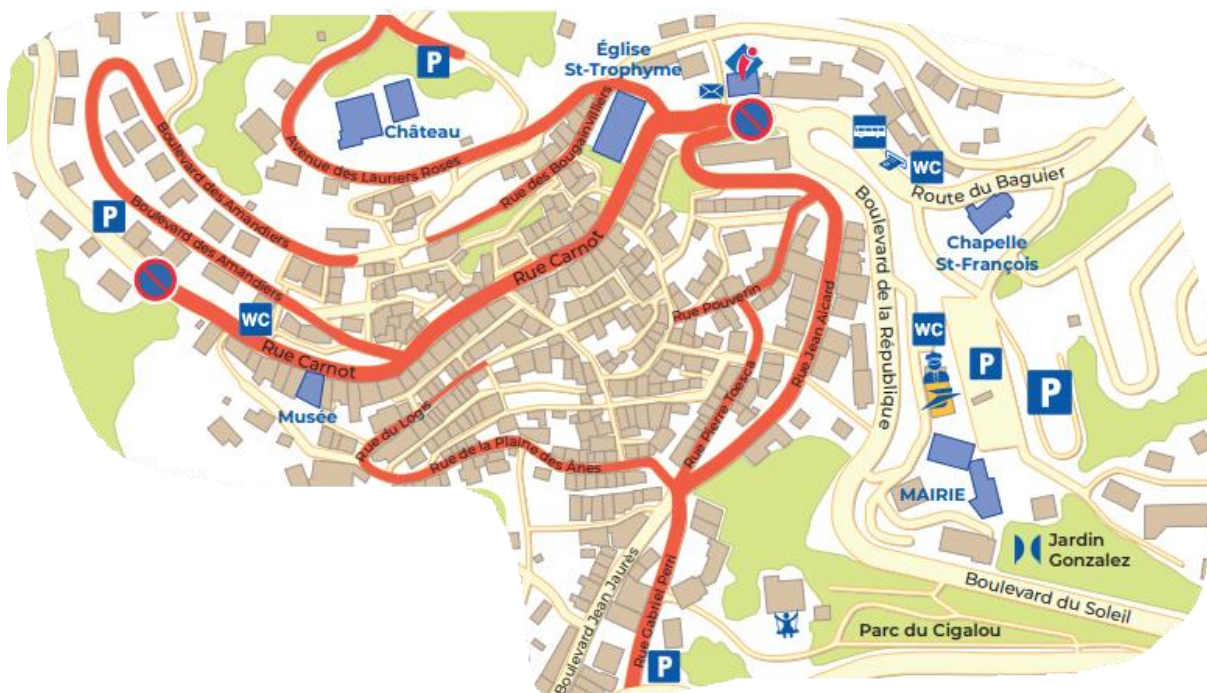 P
Église
St-Trophyme
Château
Boulevard des Amandiers
Avenue des Lauriers Roses
Rue des Bougainvilliers
WC
Route du Baguier
P
Boulevard des Amandiers
Rue Carnot
Chapelle
St-François
Boulevard de la République
WC
Rue Carnot
Rue Pouverin
Rue Jean Aicard
WC
P
P
Musée
Rue du Logis
Rue de la Plaine des Ânes
Rue Pierre Toesca
MAIRIE
Jardin
Gonzalez
Boulevard du Soleil
Parc du Cigalou
Boulevard Jean Jaurès
Rue Gabriel Perri
P